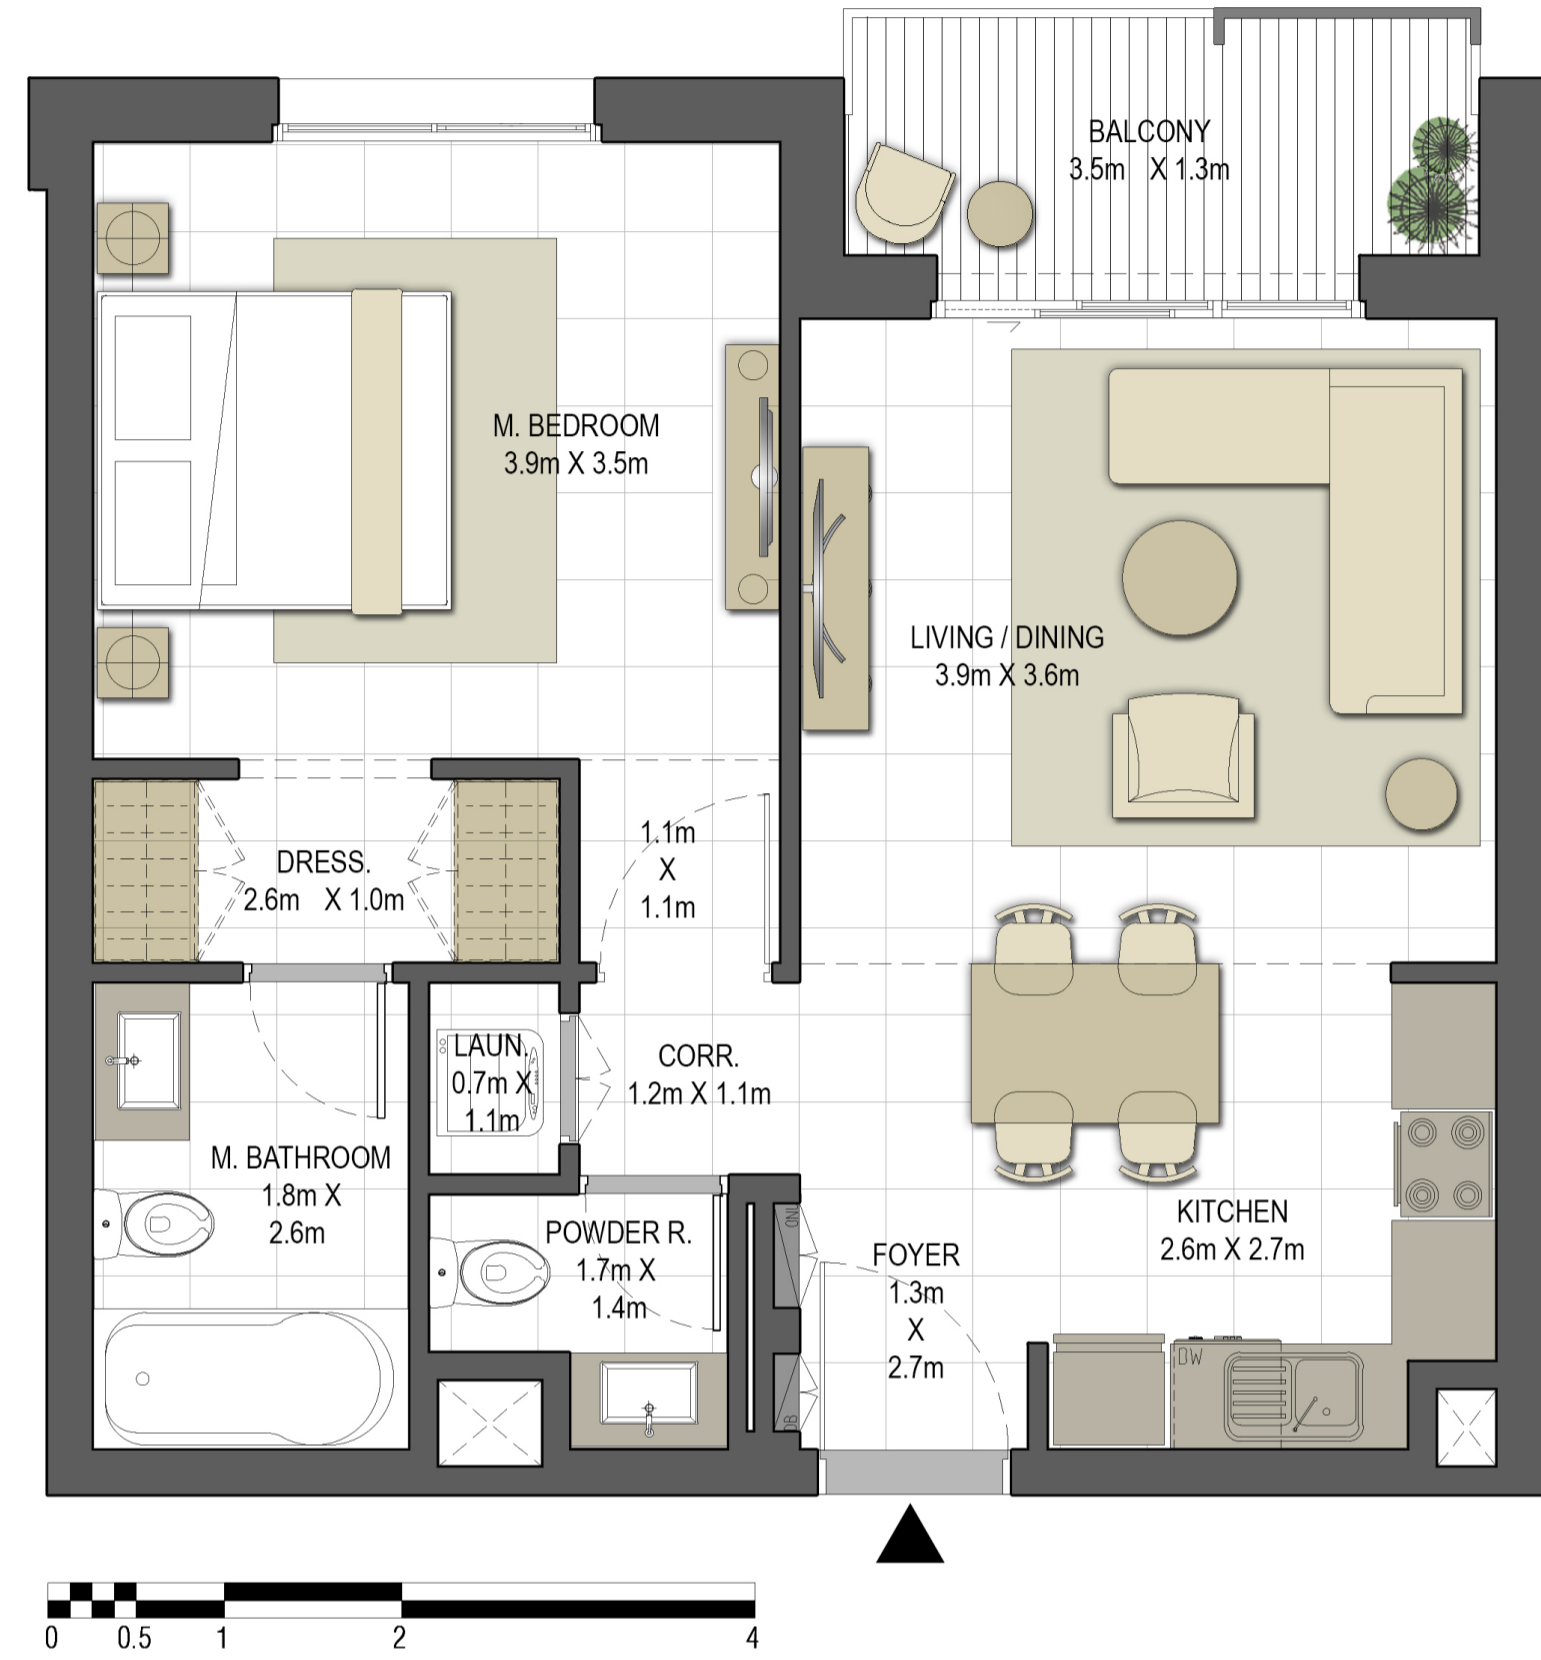 BALCONY
3.5m X 1.3m
M. BEDROOM
3.9m X 3.5m
LIVING / DINING
3.9m X 3.6m
DRESS.
2.6m X 1.0m
1.1m
X
1.1m
LAUN.
0.7m X
1.1m
CORR.
1.2m X 1.1m
M. BATHROOM
1.8m X
2.6m
POWDER R.
1.7m X
1.4m
FOYER
1.3m
X
2.7m
KITCHEN
2.6m X 2.7m
DW
DB
0 0.5 1 2 4